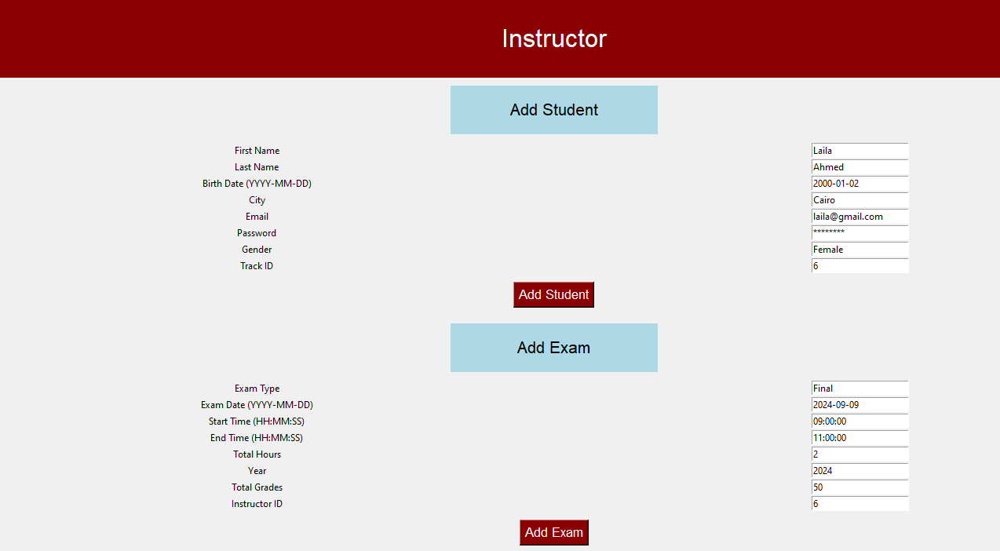 Instructor
Add Student
First Name Laila
Last Name Ahmed
Birth Date (YYYY-MM-DD) 2000-01-02
City Cairo
Email laila@gmail.com
Password ********
Gender Female
Track ID 6
Add Student
Add Exam
Exam Type Final
Exam Date (YYYY-MM-DD) 2024-09-09
Start Time (HH:MM:SS) 09:00:00
End Time (HH:MM:SS) 11:00:00
Total Hours 2
Year 2024
Total Grades 50
Instructor ID 6
Add Exam